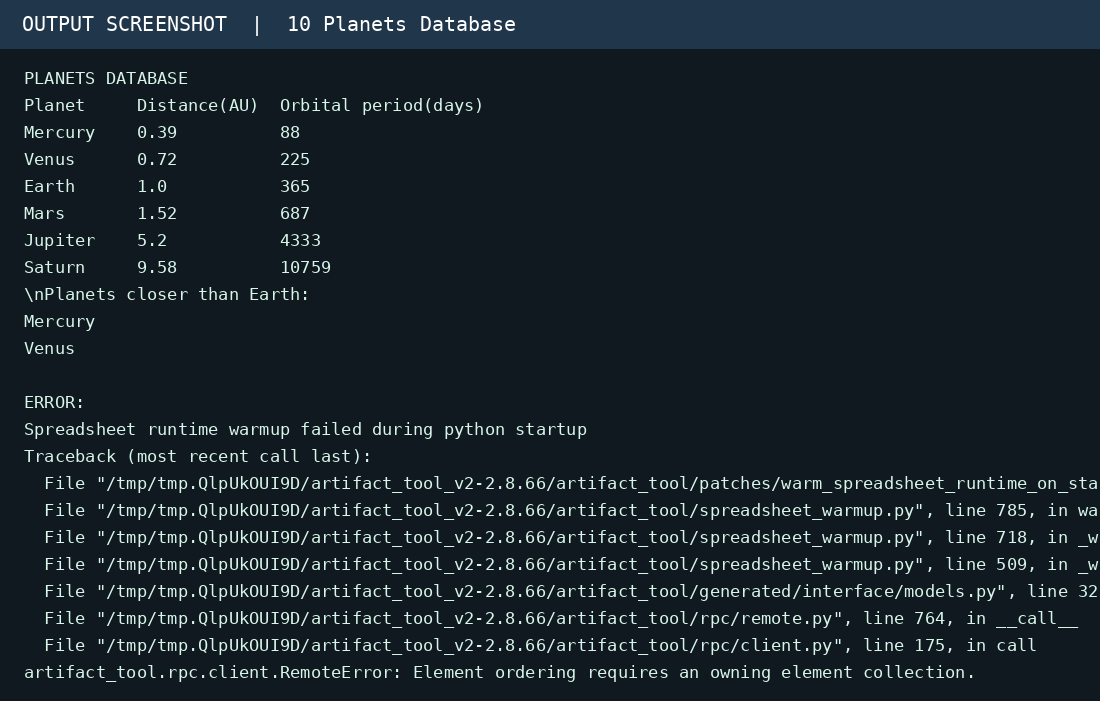 OUTPUT SCREENSHOT  |  10 Planets Database
PLANETS DATABASE
Planet     Distance(AU)  Orbital period(days)
Mercury    0.39          88
Venus      0.72          225
Earth      1.0           365
Mars       1.52          687
Jupiter    5.2           4333
Saturn     9.58          10759
\nPlanets closer than Earth:
Mercury
Venus
ERROR:
Spreadsheet runtime warmup failed during python startup
Traceback (most recent call last):
  File "/tmp/tmp.QlpUkOUI9D/artifact_tool_v2-2.8.66/artifact_tool/patches/warm_spreadsheet_runtime_on_sta
  File "/tmp/tmp.QlpUkOUI9D/artifact_tool_v2-2.8.66/artifact_tool/spreadsheet_warmup.py", line 785, in wa
  File "/tmp/tmp.QlpUkOUI9D/artifact_tool_v2-2.8.66/artifact_tool/spreadsheet_warmup.py", line 718, in _w
  File "/tmp/tmp.QlpUkOUI9D/artifact_tool_v2-2.8.66/artifact_tool/spreadsheet_warmup.py", line 509, in _w
  File "/tmp/tmp.QlpUkOUI9D/artifact_tool_v2-2.8.66/artifact_tool/generated/interface/models.py", line 32
  File "/tmp/tmp.QlpUkOUI9D/artifact_tool_v2-2.8.66/artifact_tool/rpc/remote.py", line 764, in __call__
  File "/tmp/tmp.QlpUkOUI9D/artifact_tool_v2-2.8.66/artifact_tool/rpc/client.py", line 175, in call
artifact_tool.rpc.client.RemoteError: Element ordering requires an owning element collection.